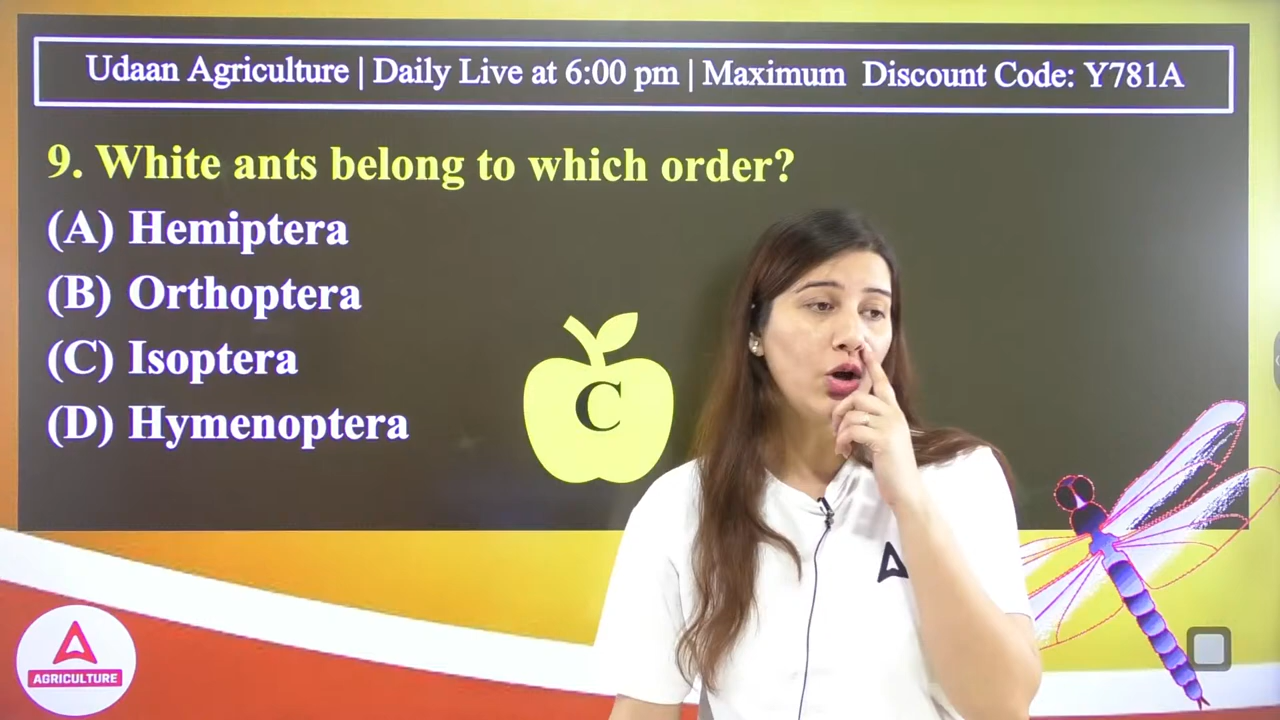 Udaan Agriculture | Daily Live at 6:00 pm | Maximum Discount Code: Y781A
9. White ants belong to which order?
(A) Hemiptera
(B) Orthoptera
(C) Isoptera
(D) Hymenoptera
C
A
AGRICULTURE